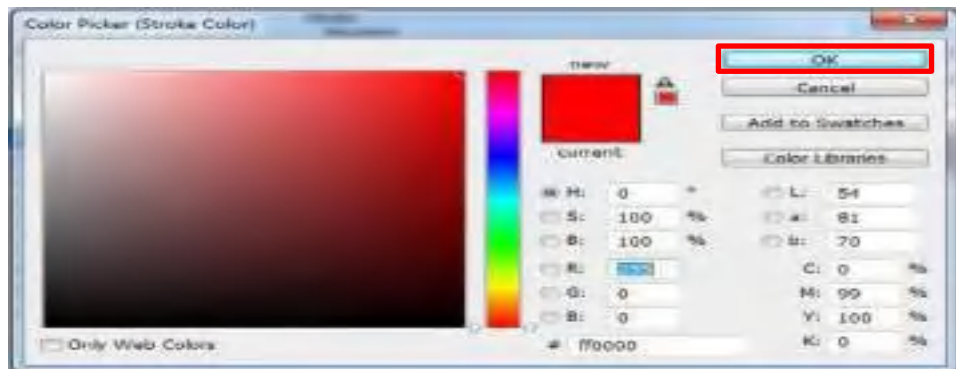 Color Picker (Stroke Color)
new
OK
Cancel
Add to Swatches
current
Color Libraries
H: 0 °
L: 54
S: 100 %
a: 81
B: 100 %
b: 70
R: 255
C: 0 %
G: 0
M: 99 %
B: 0
Y: 100 %
Only Web Colors
# ff0000
K: 0 %